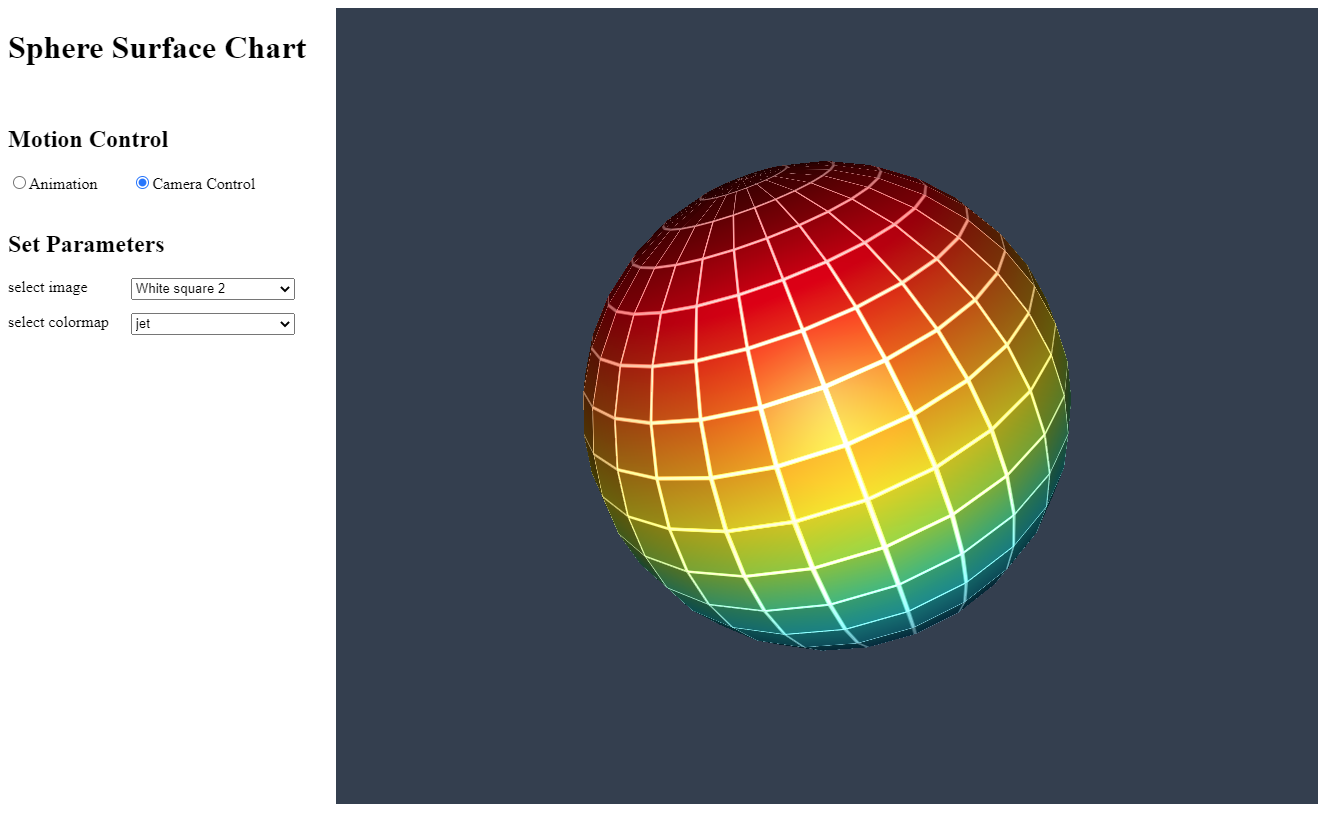 Sphere Surface Chart
Motion Control
Animation Camera Control
Set Parameters
select image White square 2
select colormap jet